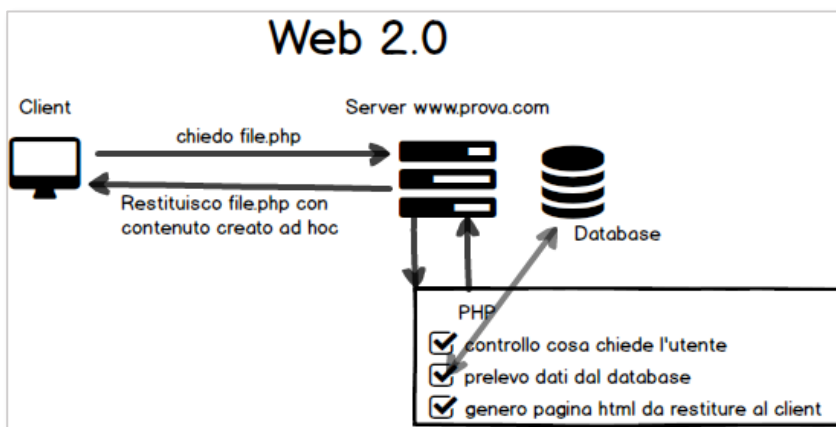 Web 2.0
Client
Server www.prova.com
chiedo file.php
Restituisco file.php con
contenuto creato ad hoc
Database
PHP
controllo cosa chiede l'utente
prelevo dati dal database
genero pagina html da restiture al client